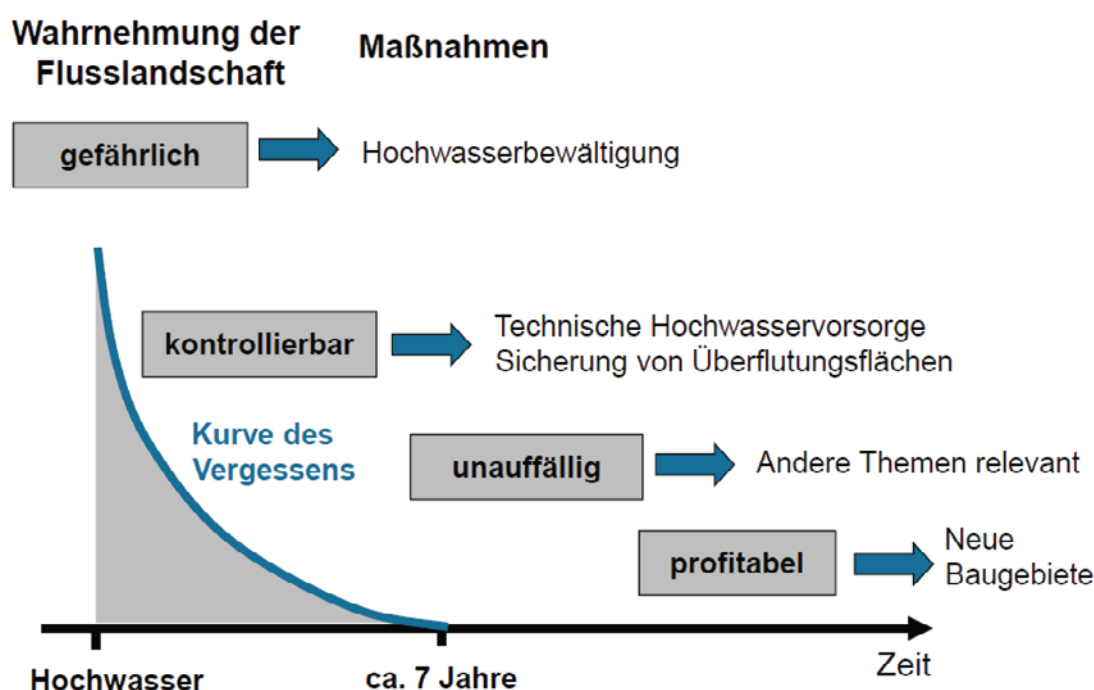 Wahrnehmung der
Flusslandschaft
Maßnahmen
gefährlich
Hochwasserbewältigung
kontrollierbar
Technische Hochwasservorsorge
Sicherung von Überflutungsflächen
Kurve des
Vergessens
unauffällig
Andere Themen relevant
profitabel
Neue
Baugebiete
Hochwasser
ca. 7 Jahre
Zeit